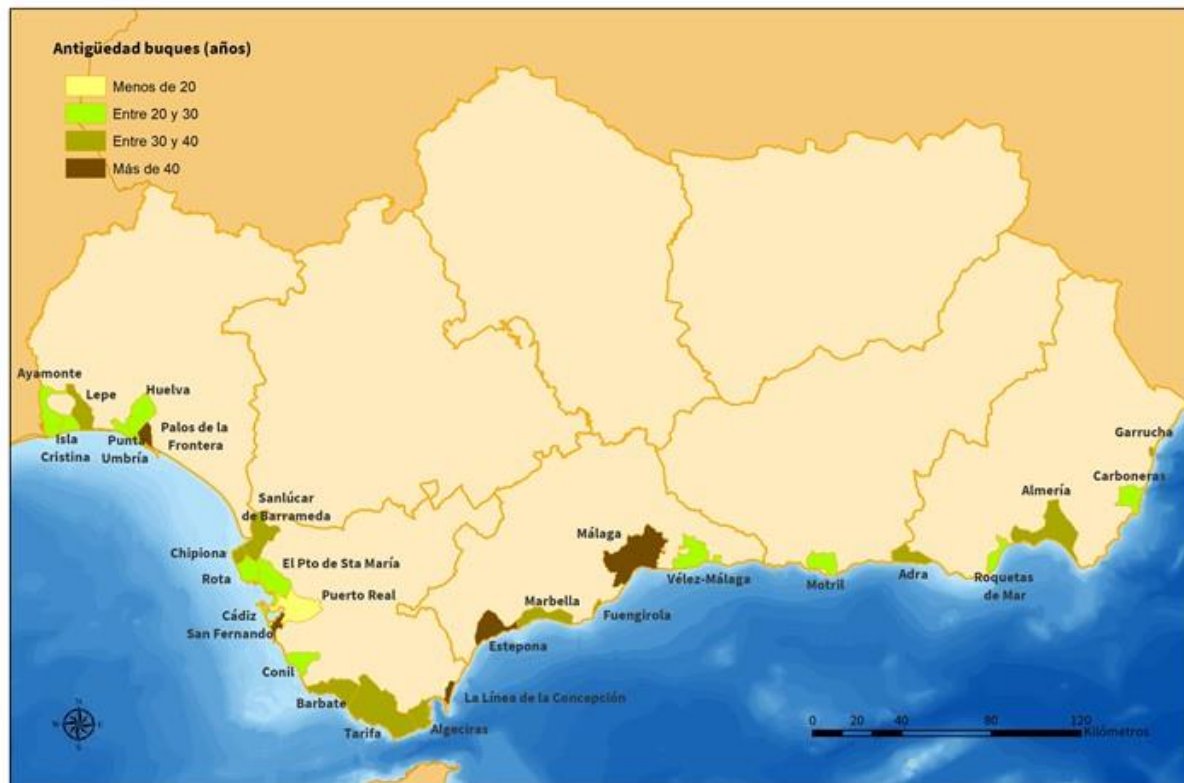 Antigüedad buques (años)
Menos de 20
Entre 20 y 30
Entre 30 y 40
Más de 40
Ayamonte
Lepe
Huelva
Isla
Cristina
Punta
Umbría
Palos de la
Frontera
Sanlúcar
de Barrameda
Chipiona
Rota
El Pto de Sta María
Puerto Real
Cádiz
San Fernando
Conil
Barbate
Tarifa
Algeciras
La Línea de la Concepción
Estepona
Marbella
Fuengirola
Málaga
Vélez-Málaga
Motril
Adra
Roquetas
de Mar
Almería
Carboneras
Garrucha
N
W
E
S
0 20 40 80 120
Kilómetros